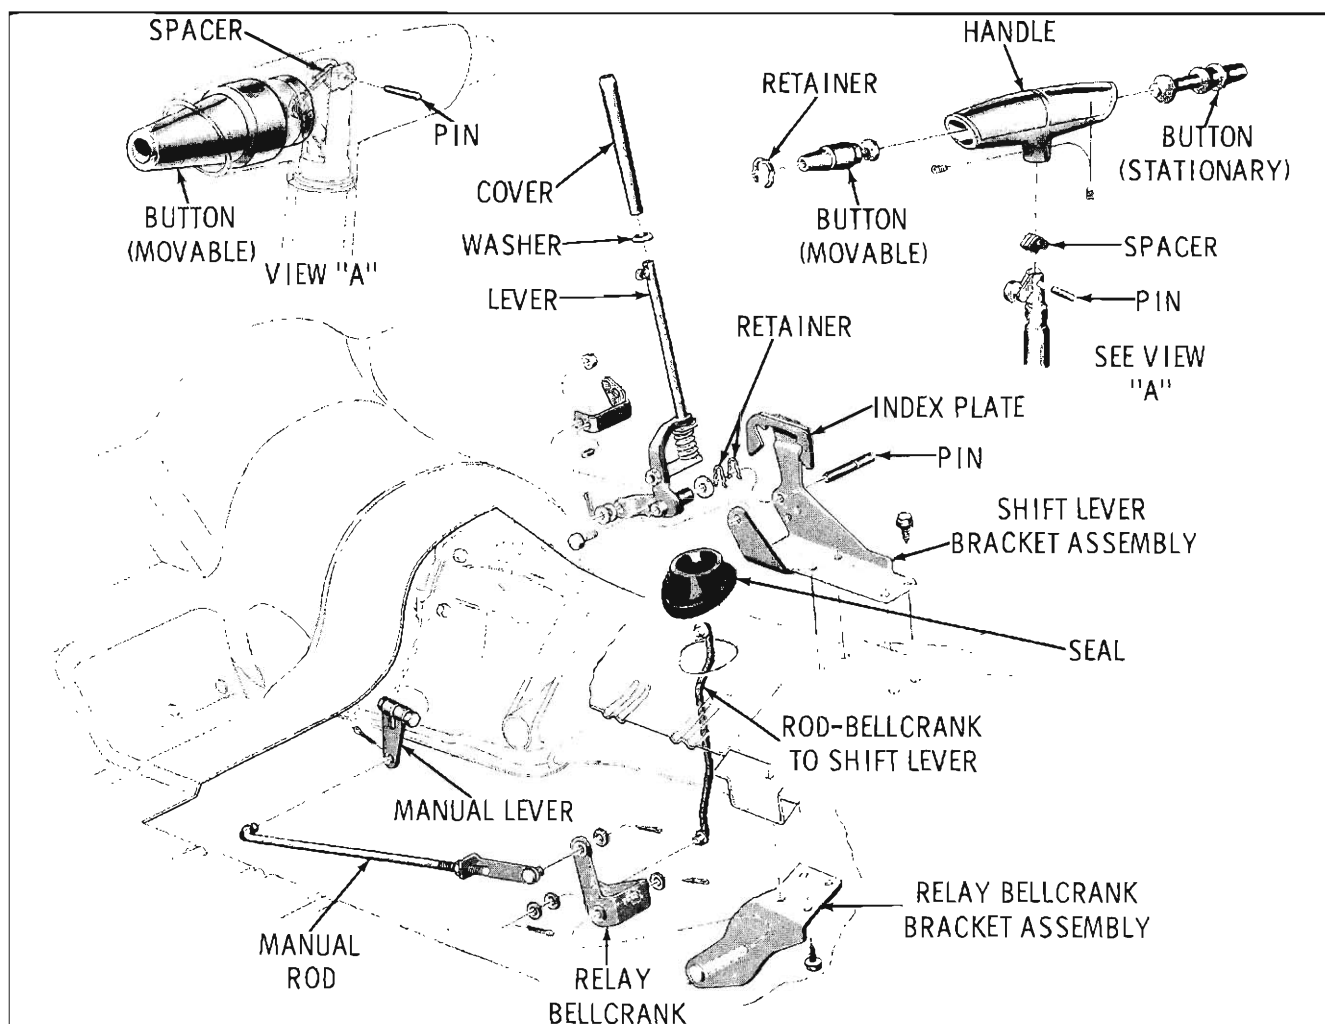 SPACER
PIN
BUTTON
(MOVABLE)
VIEW "A"
COVER
WASHER
LEVER
HANDLE
RETAINER
BUTTON
(STATIONARY)
BUTTON
(MOVABLE)
SPACER
PIN
SEE VIEW
"A"
RETAINER
INDEX PLATE
PIN
SHIFT LEVER
BRACKET ASSEMBLY
SEAL
ROD-BELLCRANK
TO SHIFT LEVER
MANUAL LEVER
MANUAL
ROD
RELAY
BELLCRANK
RELAY BELLCRANK
BRACKET ASSEMBLY